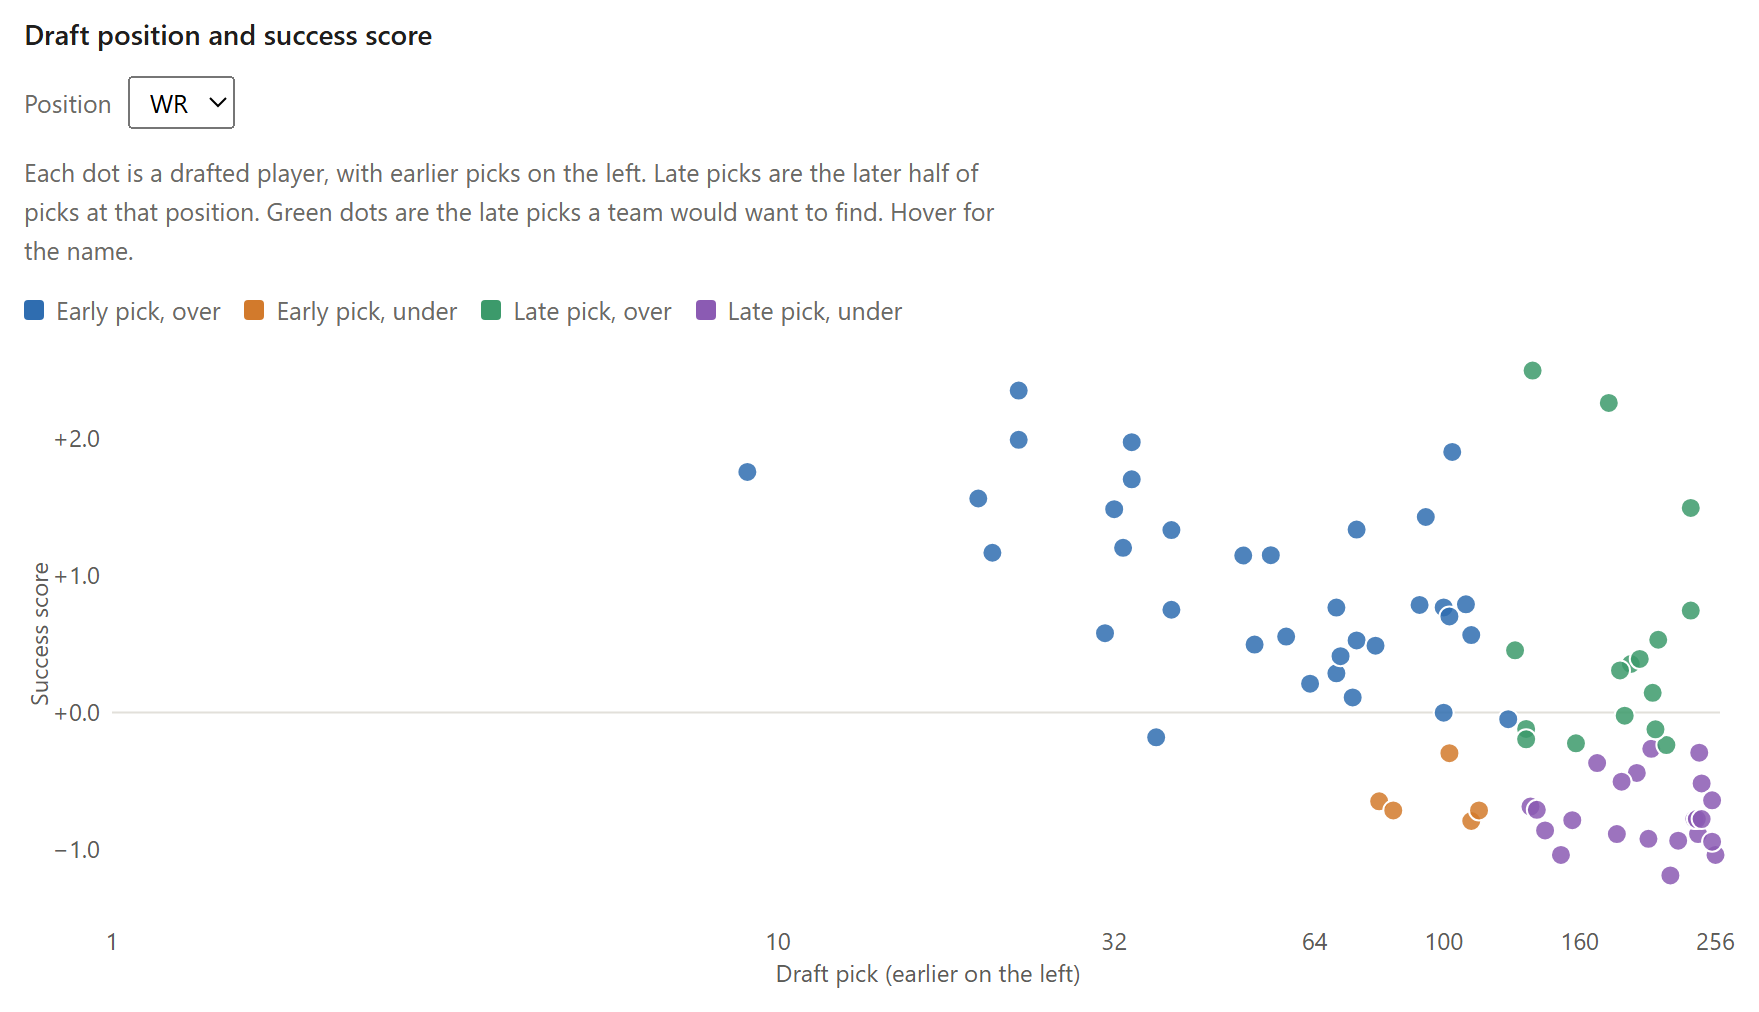 Draft position and success score
Position WR
Each dot is a drafted player, with earlier picks on the left. Late picks are the later half of
picks at that position. Green dots are the late picks a team would want to find. Hover for
the name.
Early pick, over Early pick, under Late pick, over Late pick, under
Success score
+2.0
+1.0
+0.0
−1.0
1 10 32 64 100 160 256
Draft pick (earlier on the left)